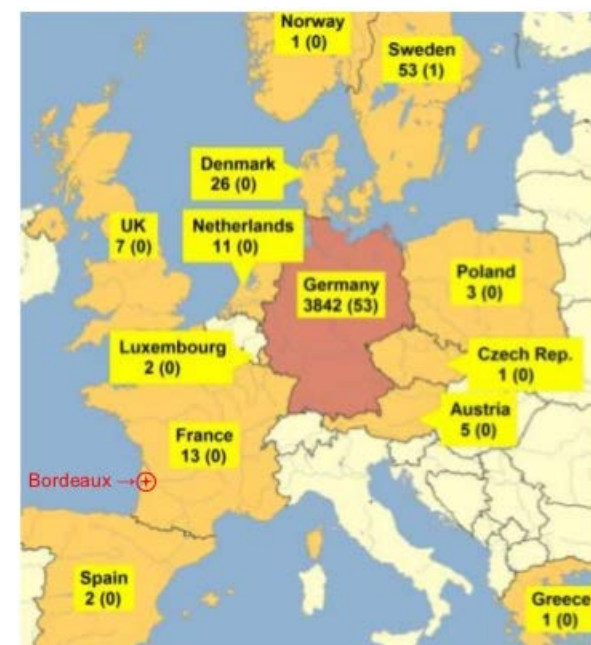 Norway
1 (0)
Sweden
53 (1)
Denmark
26 (0)
UK
7 (0)
Netherlands
11 (0)
Germany
3842 (53)
Poland
3 (0)
Luxembourg
2 (0)
Czech Rep.
1 (0)
Austria
5 (0)
France
13 (0)
Bordeaux →
Spain
2 (0)
Greece
1 (0)